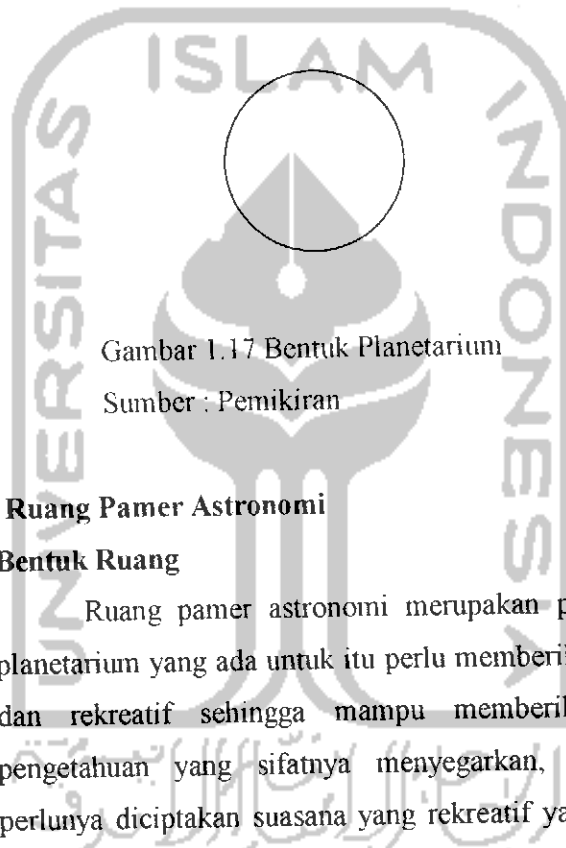 ISLAM
UNIVERSITAS
INDONESIA
Gambar 1.17 Bentuk Planetarium
Sumber : Pemikiran
Ruang Pamer Astronomi
Bentuk Ruang
Ruang pamer astronomi merupakan p
planetarium yang ada untuk itu perlu memberi
dan rekreatif sehingga mampu memberi
pengetahuan yang sifatnya menyegarkan,
perlunya diciptakan suasana yang rekreatif ya